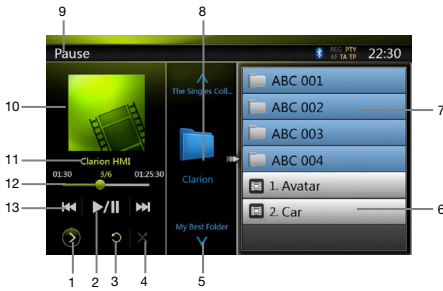 9
8
Pause
REG PTY
AF TA TP
22:30
10
The Singles Coll...
ABC 001
ABC 002
7
ABC 003
11
Clarion HMI
ABC 004
01:30 3/6 01:25:30
12
Clarion
1. Avatar
13
2. Car
6
My Best Folder
1
2
3
4
5